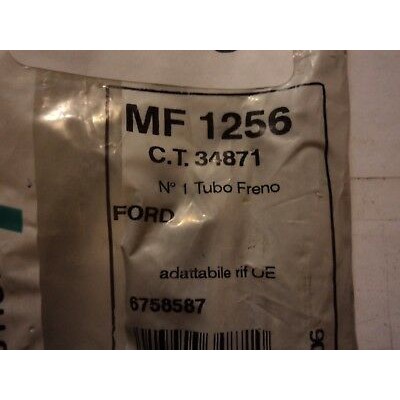 MF 1256
C.T. 34871
N° 1 Tubo Freno
FORD
adattabile rif OE
6758587